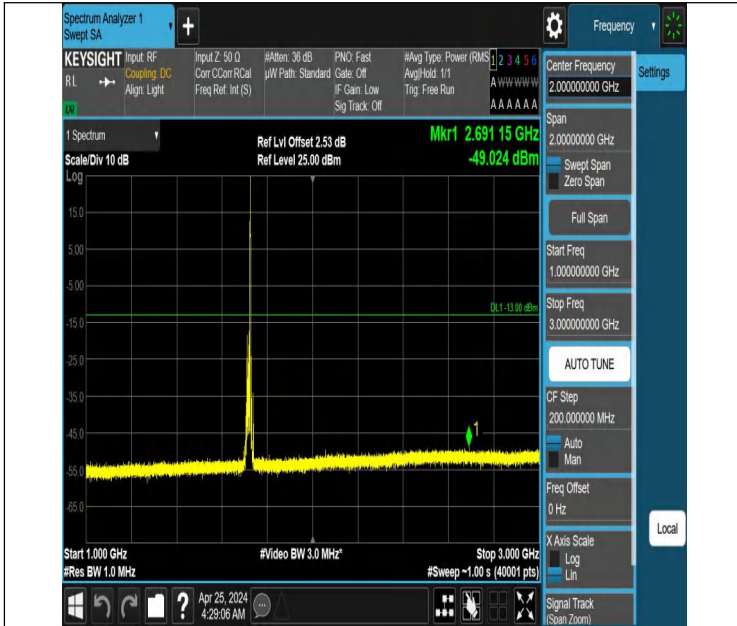 Spectrum Analyzer 1
Swept SA
+
Frequency
KEYSIGHT
RL
Input: RF
Coupling: DC
Align: Light
Input Z: 50 Ω
Corr CCorr RCal
Freq Ref: Int (S)
#Atten: 36 dB
µW Path: Standard
PNO: Fast
Gate: Off
IF Gain: Low
Sig Track: Off
#Avg Type: Power (RMS
Avg|Hold: 1/1
Trig: Free Run
1 2 3 4 5 6
A W W W W W
A A A A A A
1 Spectrum
Scale/Div 10 dB
Log
Ref Lvl Offset 2.53 dB
Ref Level 25.00 dBm
Mkr1 2.691 15 GHz
-49.024 dBm
15.0
5.00
-5.00
-15.0
-25.0
-35.0
-45.0
-55.0
-65.0
DL1 -13.00 dBm
1
Start 1.000 GHz
#Res BW 1.0 MHz
#Video BW 3.0 MHz*
Stop 3.000 GHz
#Sweep ~1.00 s (40001 pts)
?
Apr 25, 2024
4:29:06 AM
Center Frequency
2.000000000 GHz
Settings
Span
2.00000000 GHz
Swept Span
Zero Span
Full Span
Start Freq
1.000000000 GHz
Stop Freq
3.000000000 GHz
AUTO TUNE
CF Step
200.000000 MHz
Auto
Man
Freq Offset
0 Hz
X Axis Scale
Log
Lin
Local
Signal Track
(Span Zoom)